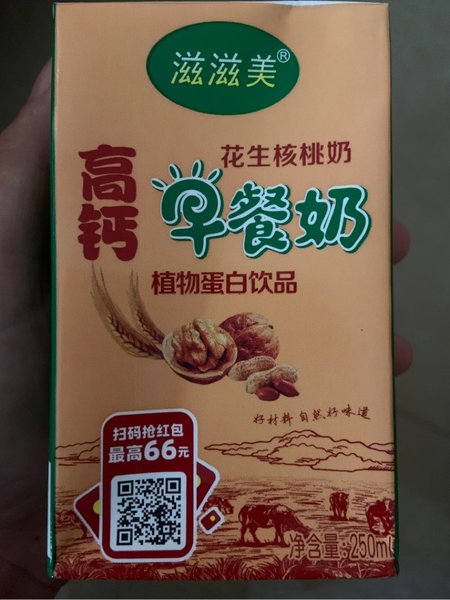 滋滋美®
花生核桃奶
高钙
早餐奶
植物蛋白饮品
好材料 自然好味道
扫码抢红包
最高66元
净含量:250ml